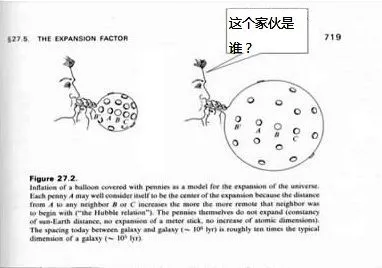 §27.5. THE EXPANSION FACTOR
719
这个家伙是
谁？
B' A B C
B' A B C
Figure 27.2.
Inflation of a balloon covered with pennies as a model for the expansion of the universe.
Each penny A may well consider itself to be the center of the expansion because the distance
from A to any neighbor B or C increases the more the more remote that neighbor was
to begin with ("the Hubble relation"). The pennies themselves do not expand (constancy
of sun-Earth distance, no expansion of a meter stick, no increase of atomic dimensions).
The spacing today between galaxy and galaxy (~ 10⁶ lyr) is roughly ten times the typical
dimension of a galaxy (~ 10⁵ lyr).